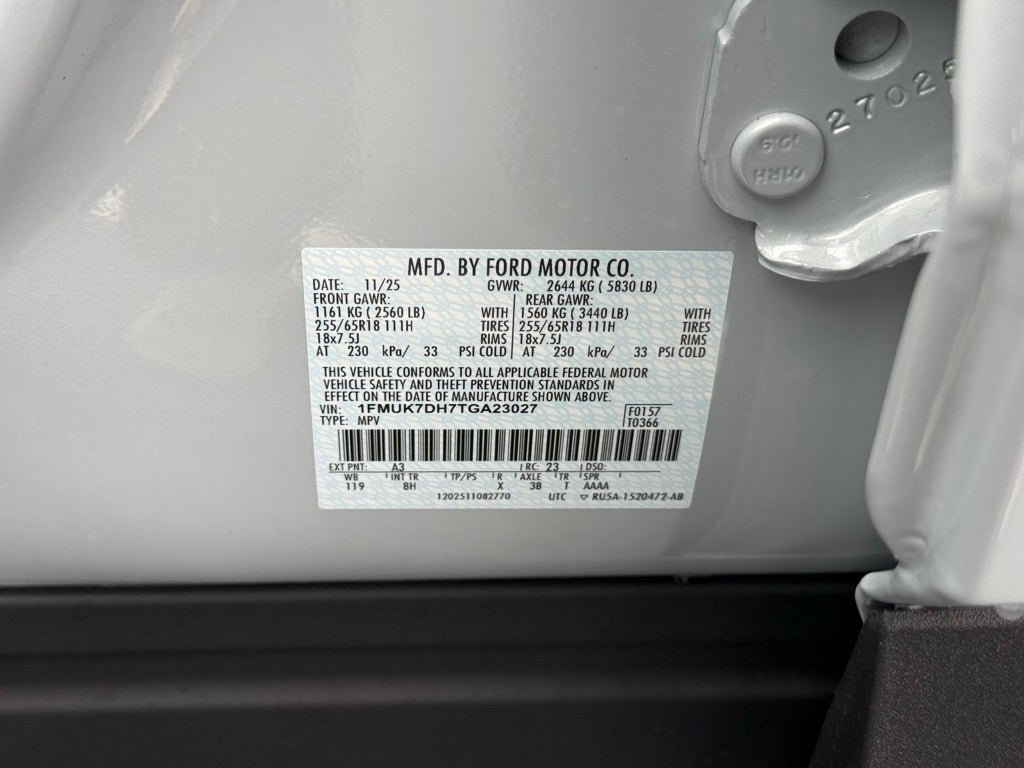 27025
10.9
01RH
MFD. BY FORD MOTOR CO.
DATE: 11/25 GVWR: 2644 KG ( 5830 LB)
FRONT GAWR: REAR GAWR:
1161 KG ( 2560 LB) WITH 1560 KG ( 3440 LB) WITH
255/65R18 111H TIRES 255/65R18 111H TIRES
18x7.5J RIMS 18x7.5J RIMS
AT 230 kPa/ 33 PSI COLD AT 230 kPa/ 33 PSI COLD
THIS VEHICLE CONFORMS TO ALL APPLICABLE FEDERAL MOTOR
VEHICLE SAFETY AND THEFT PREVENTION STANDARDS IN
EFFECT ON THE DATE OF MANUFACTURE SHOWN ABOVE.
VIN: 1FMUK7DH7TGA23027 F0157
TYPE: MPV T0366
EXT PNT: A3 RC: 23 DSO:
WB INT TR TP/PS R AXLE TR SPR
119 8H X 3B T AAAA
1202511082770 UTC ▽ RU5A-1520472-AB